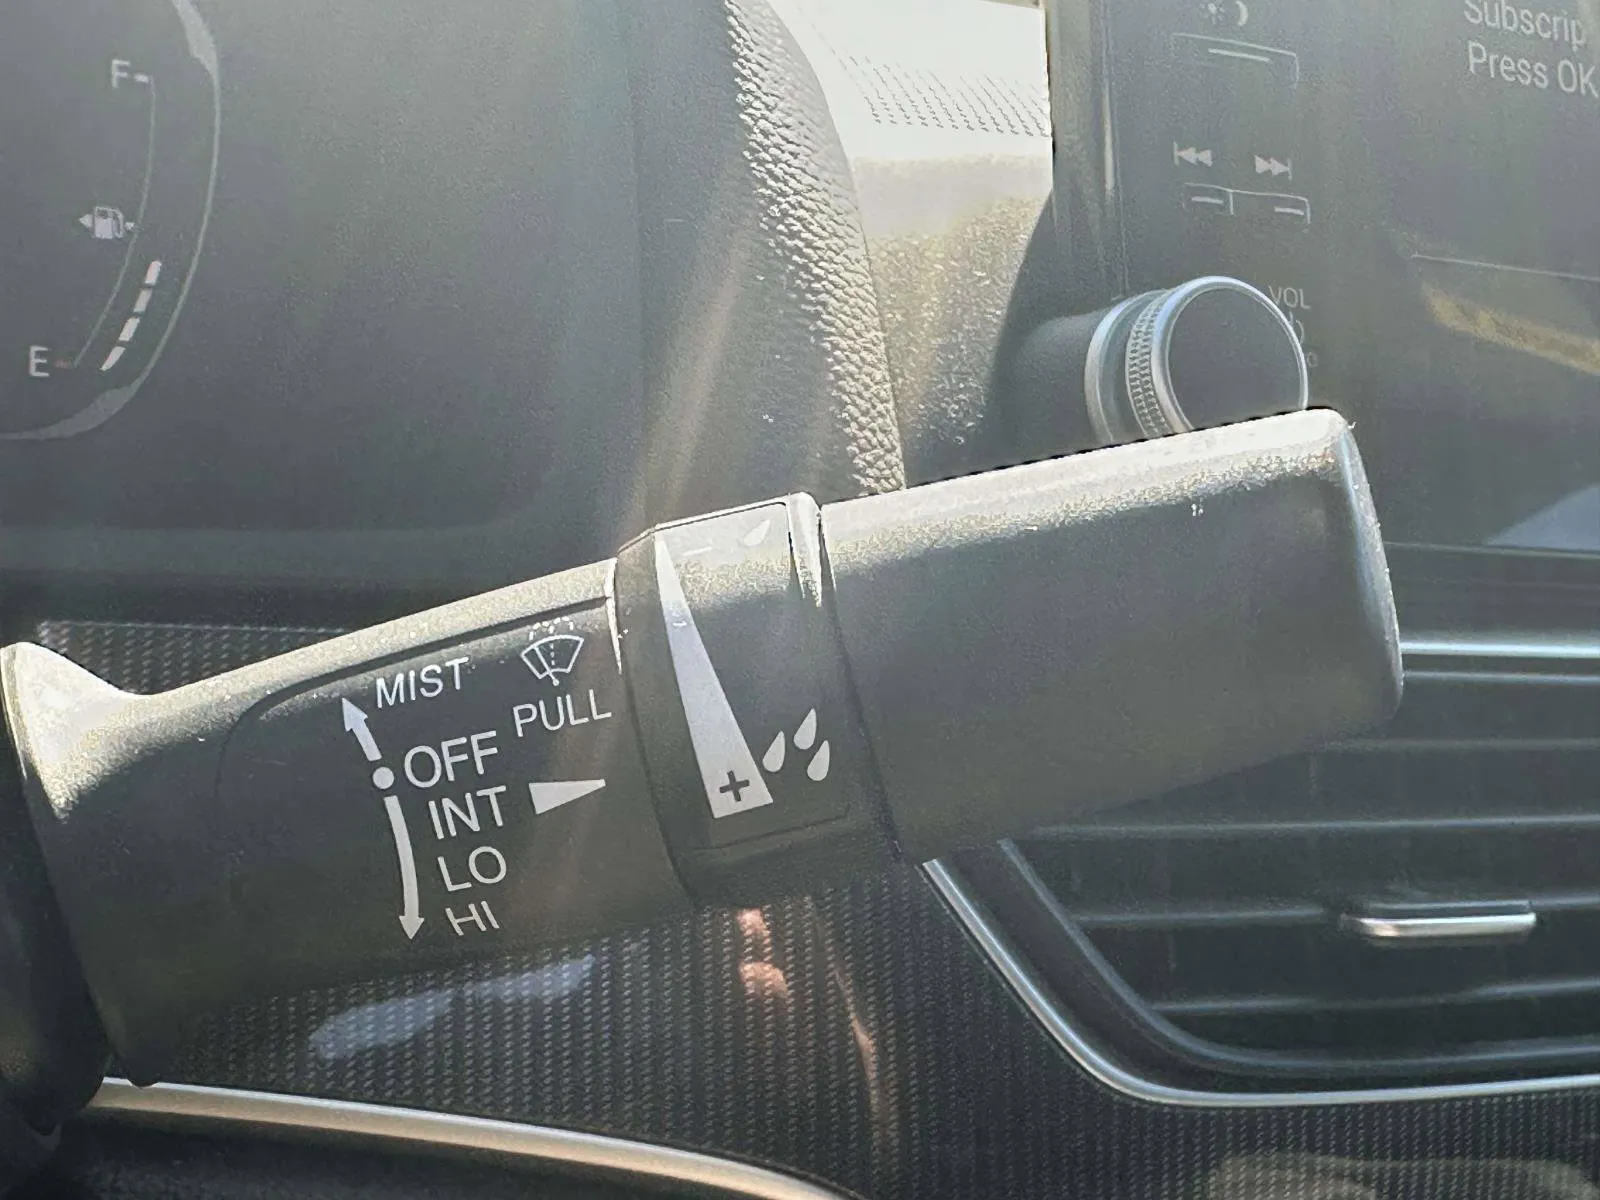 F
E
Subscrip
Press OK
VOL
MIST
PULL
OFF
INT
LO
HI
-
+